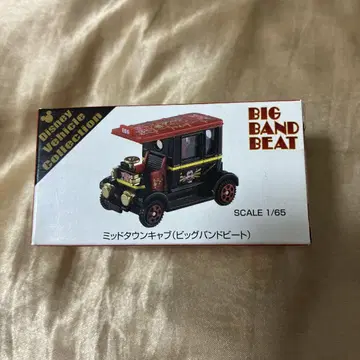 Disney
Vehicle
Collection
BIG
BAND
BEAT
SCALE 1/65
ミッドタウンキャブ(ビッグバンドビート)